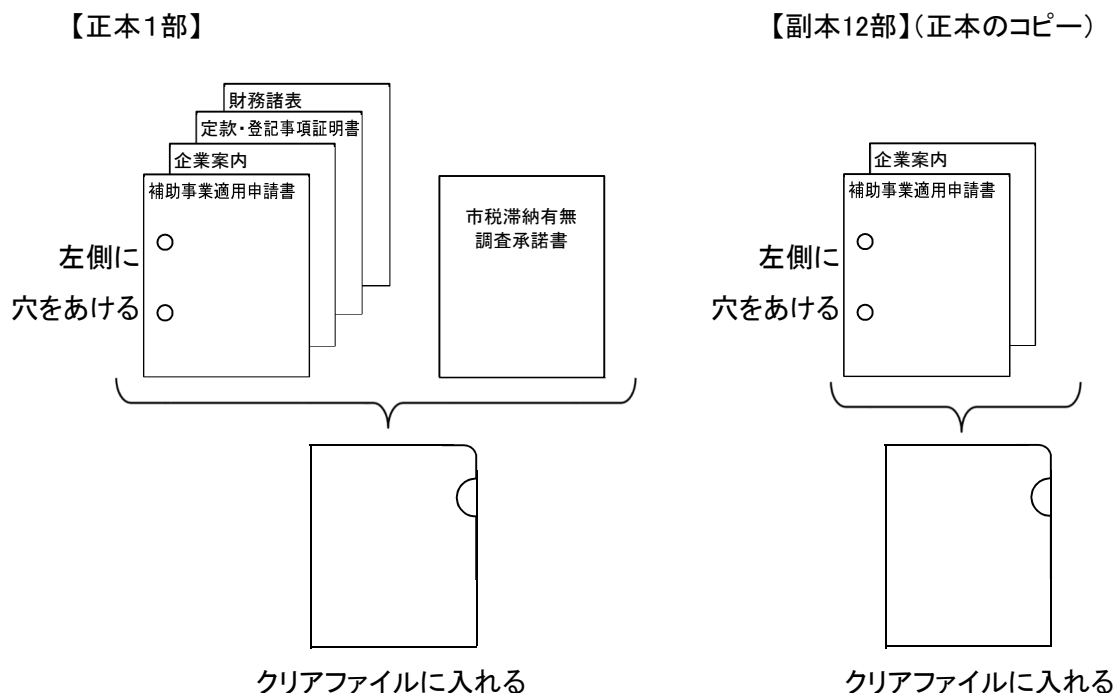 【正本１部】
財務諸表
定款・登記事項証明書
企業案内
補助事業適用申請書
左側に
穴をあける
市税滞納有無
調査承諾書
クリアファイルに入れる
【副本12部】(正本のコピー)
企業案内
補助事業適用申請書
左側に
穴をあける
クリアファイルに入れる